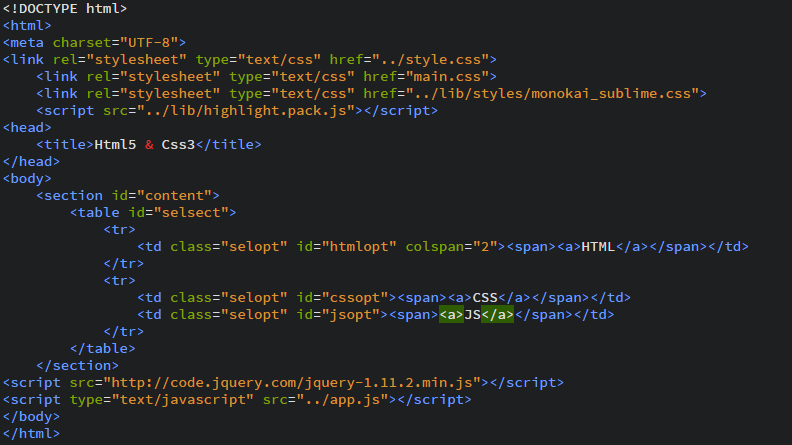 <!DOCTYPE html>
<html>
<meta charset="UTF-8">
<link rel="stylesheet" type="text/css" href="../style.css">
    <link rel="stylesheet" type="text/css" href="main.css">
    <link rel="stylesheet" type="text/css" href="../lib/styles/monokai_sublime.css">
    <script src="../lib/highlight.pack.js"></script>
<head>
    <title>Html5 & Css3</title>
</head>
<body>
    <section id="content">
        <table id="selsect">
            <tr>
                <td class="selopt" id="htmlopt" colspan="2"><span><a>HTML</a></span></td>
            </tr>
            <tr>
                <td class="selopt" id="cssopt"><span><a>CSS</a></span></td>
                <td class="selopt" id="jsopt"><span><a>JS</a></span></td>
            </tr>
        </table>
    </section>
<script src="http://code.jquery.com/jquery-1.11.2.min.js"></script>
<script type="text/javascript" src="../app.js"></script>
</body>
</html>